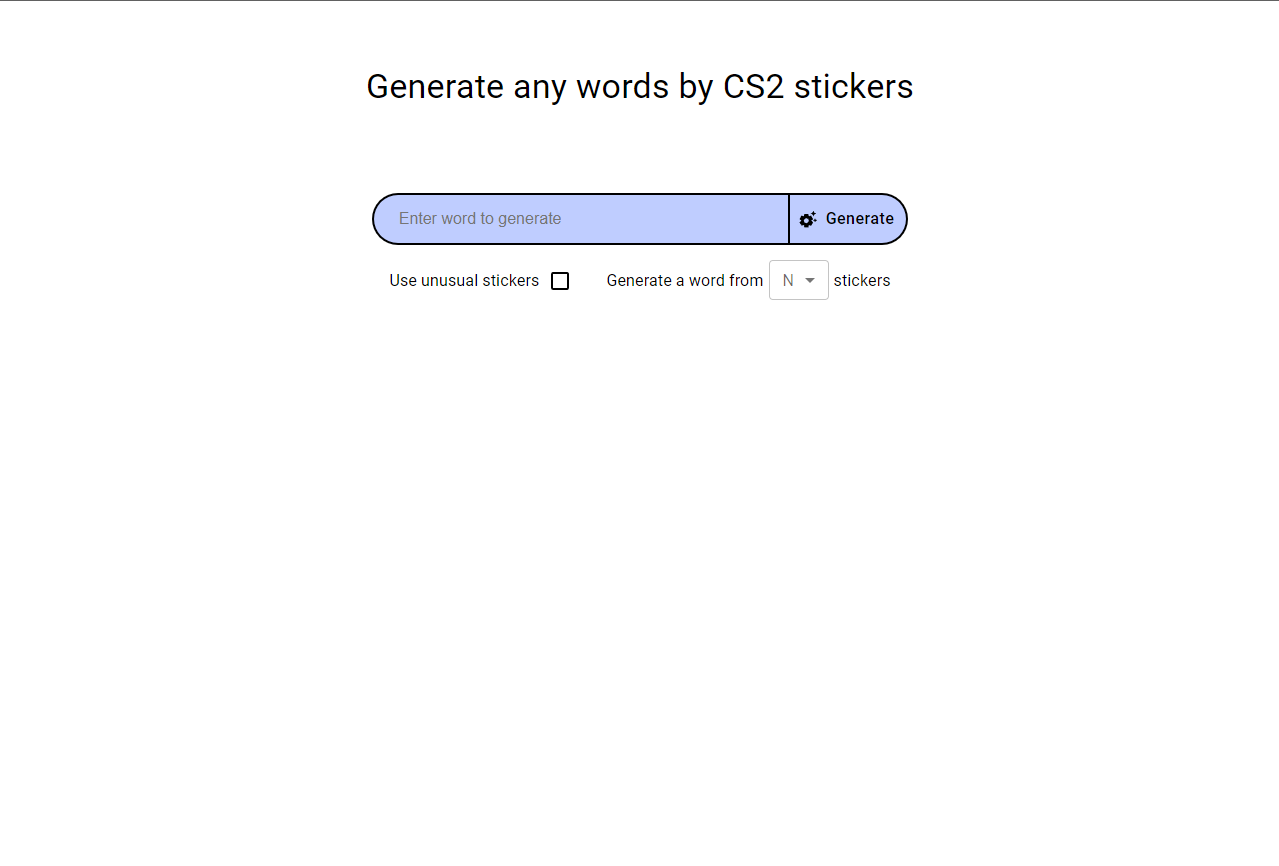 Generate any words by CS2 stickers
Enter word to generate Generate
Use unusual stickers Generate a word from N stickers